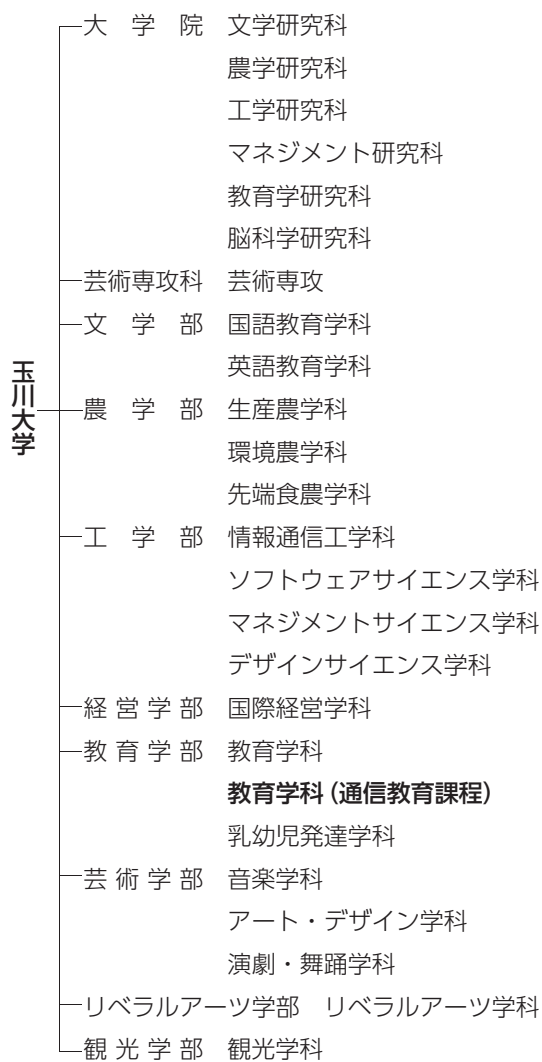 玉川大学
大学院 文学研究科
農学研究科
工学研究科
マネジメント研究科
教育学研究科
脳科学研究科
芸術専攻科 芸術専攻
文学部 国語教育学科
英語教育学科
農学部 生産農学科
環境農学科
先端食農学科
工学部 情報通信工学科
ソフトウェアサイエンス学科
マネジメントサイエンス学科
デザインサイエンス学科
経営学部 国際経営学科
教育学部 教育学科
教育学科(通信教育課程)
乳幼児発達学科
芸術学部 音楽学科
アート・デザイン学科
演劇・舞踊学科
リベラルアーツ学部 リベラルアーツ学科
観光学部 観光学科